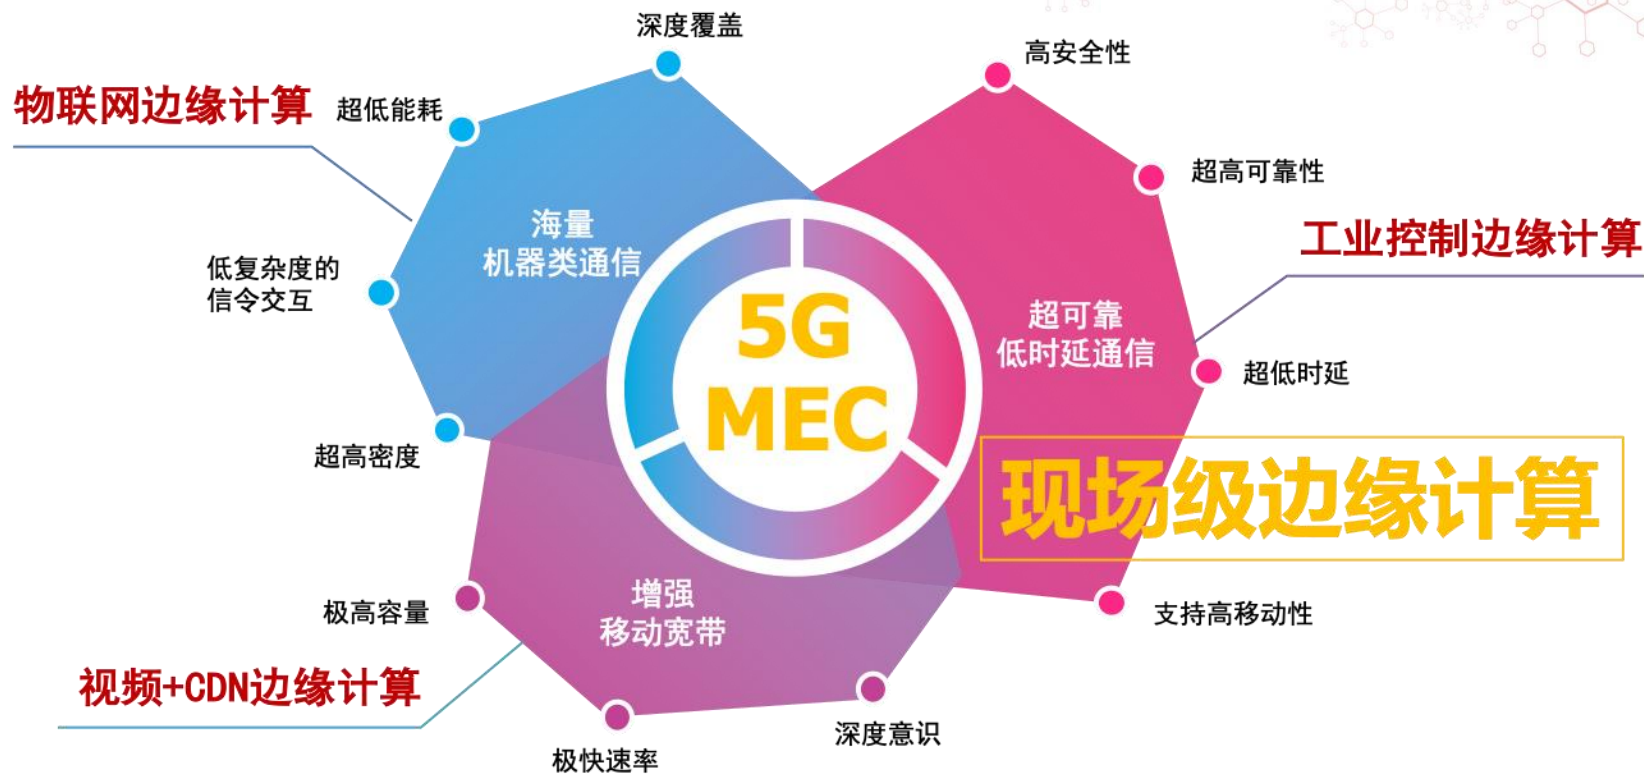 深度覆盖
高安全性
物联网边缘计算
超低能耗
超高可靠性
海量
机器类通信
工业控制边缘计算
低复杂度的
信令交互
5G
MEC
超可靠
低时延通信
超低时延
超高密度
现场级边缘计算
增强
移动宽带
极高容量
支持高移动性
视频+CDN边缘计算
深度意识
极快速率